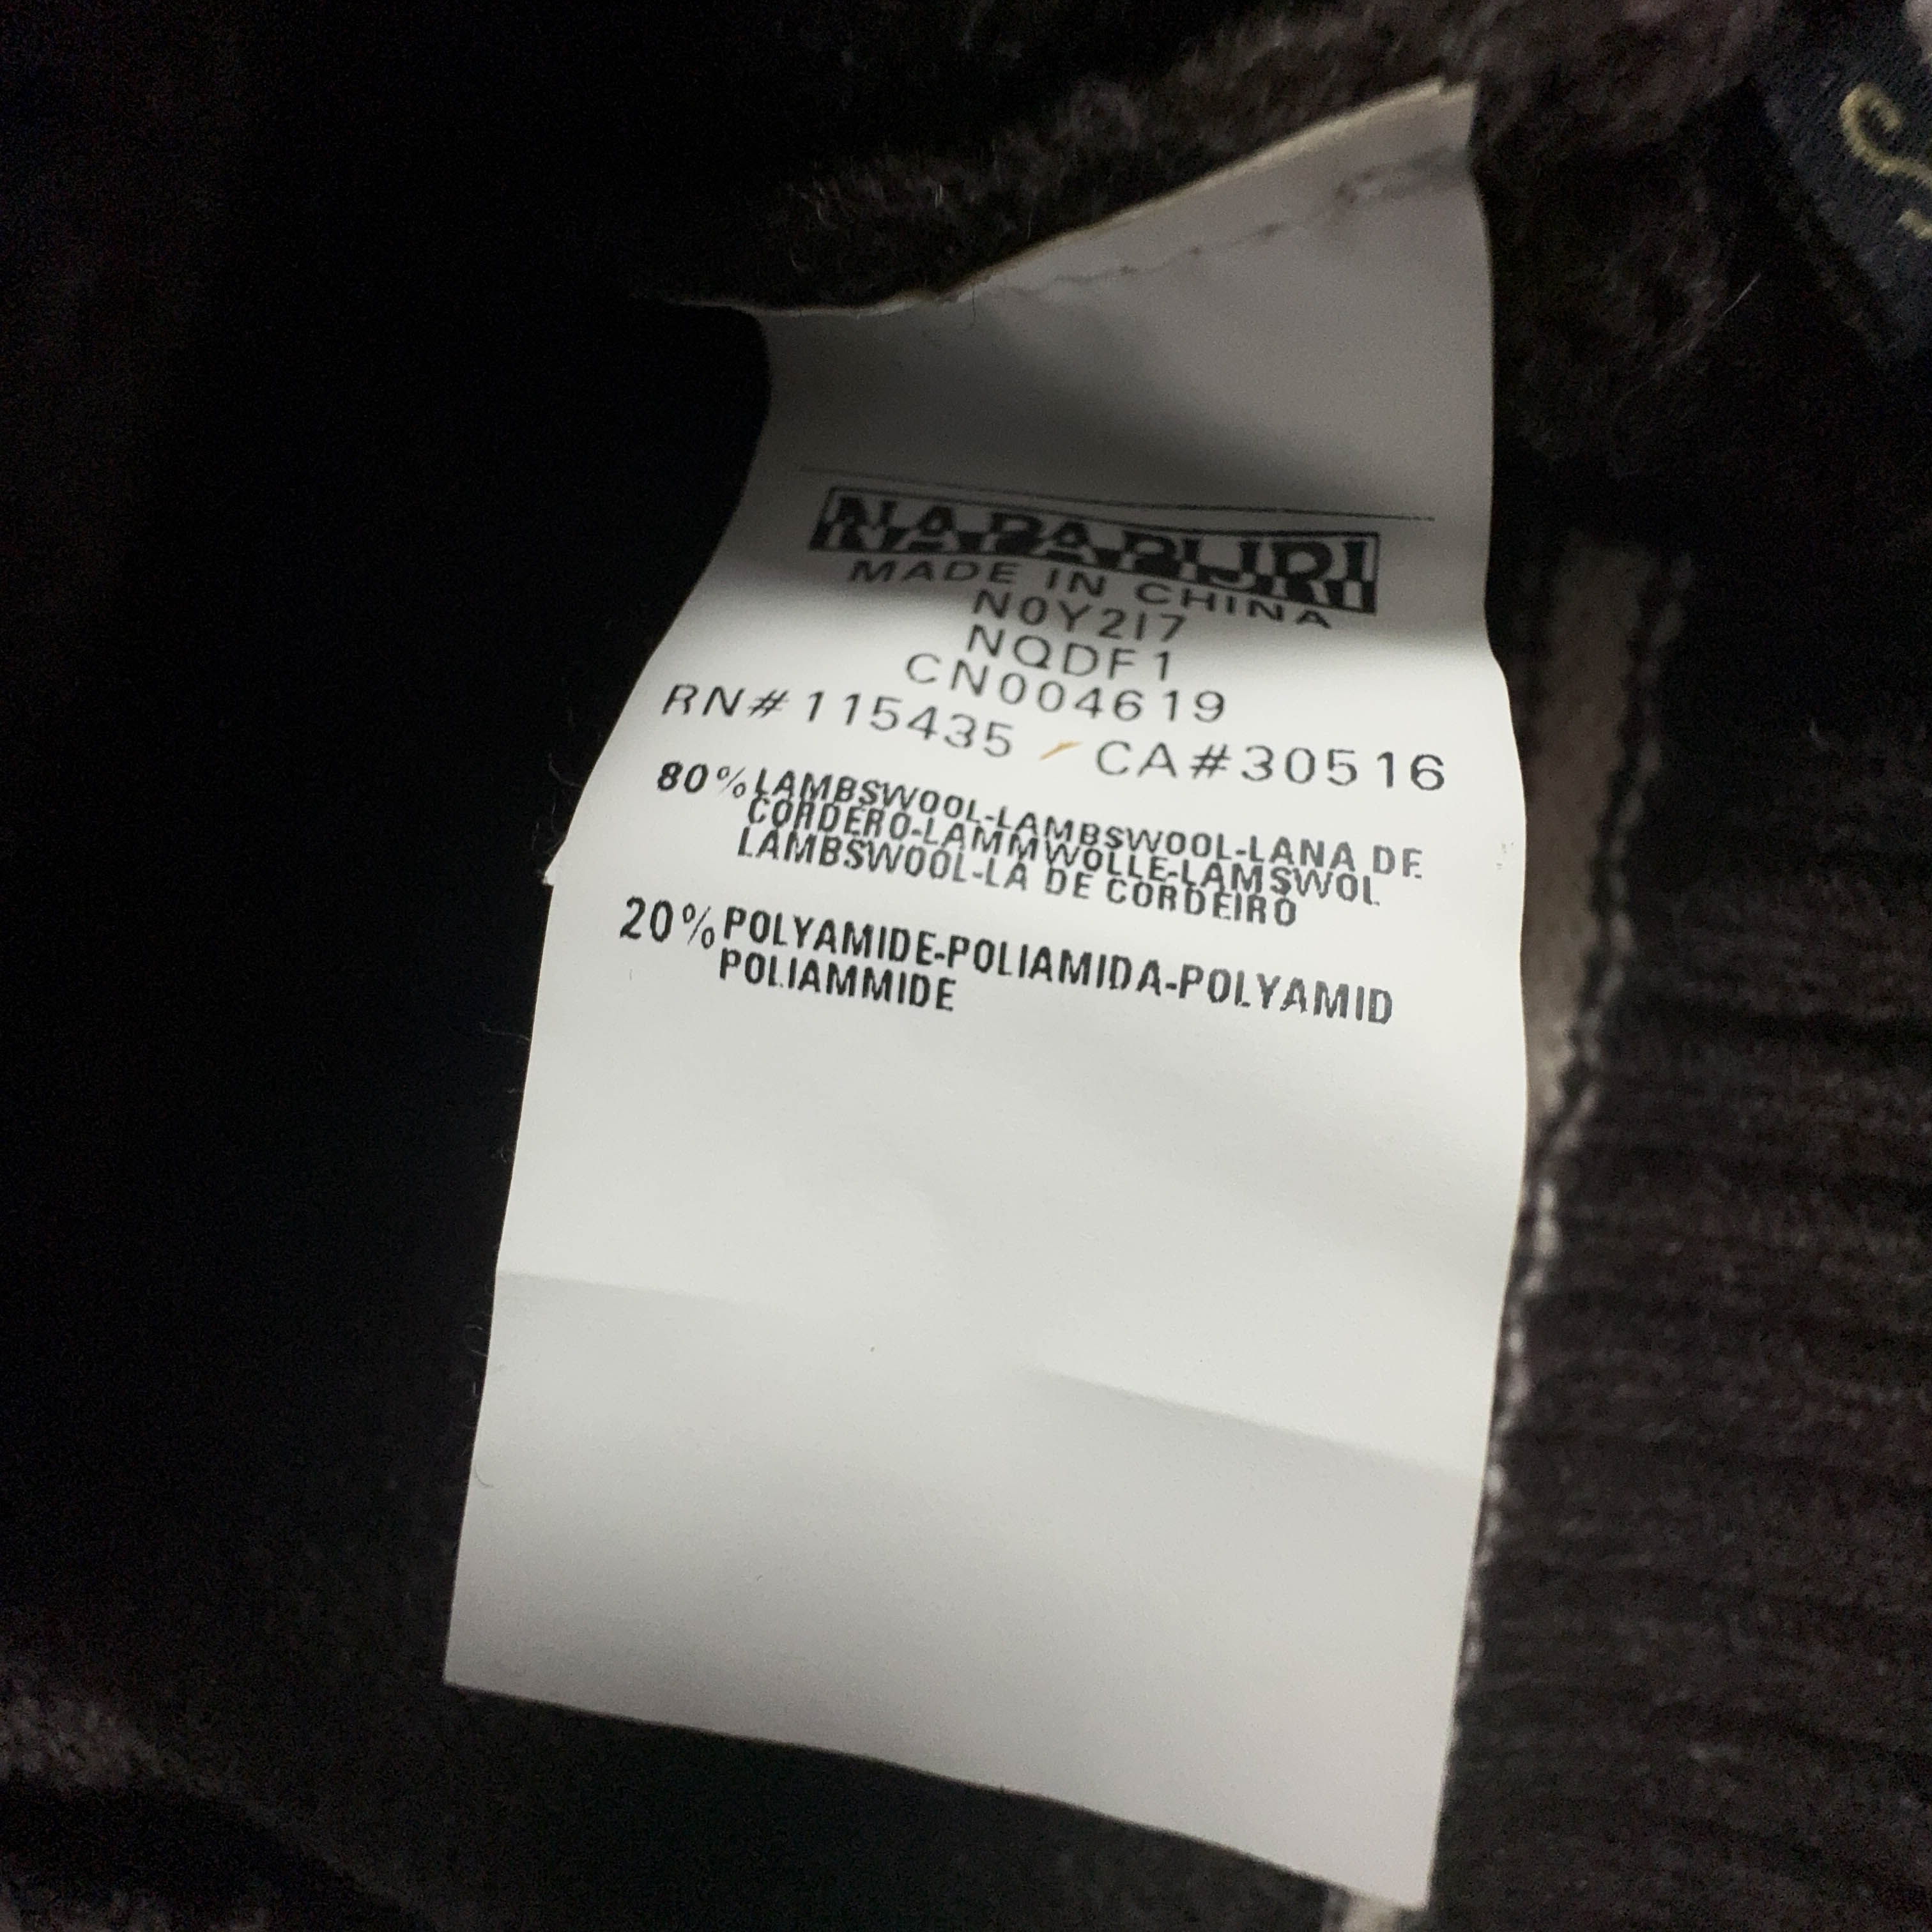 NAPAPIJRI
MADE IN CHINA
N0Y2I7
NQDF1
CN004619
RN#115435 / CA#30516
80% LAMBSWOOL-LAMBSWOOL-LANA DE
CORDERO-LAMMWOLLE-LAMSWOL
LAMBSWOOL-LA DE CORDEIRO
20% POLYAMIDE-POLIAMIDA-POLYAMID
POLIAMMIDE